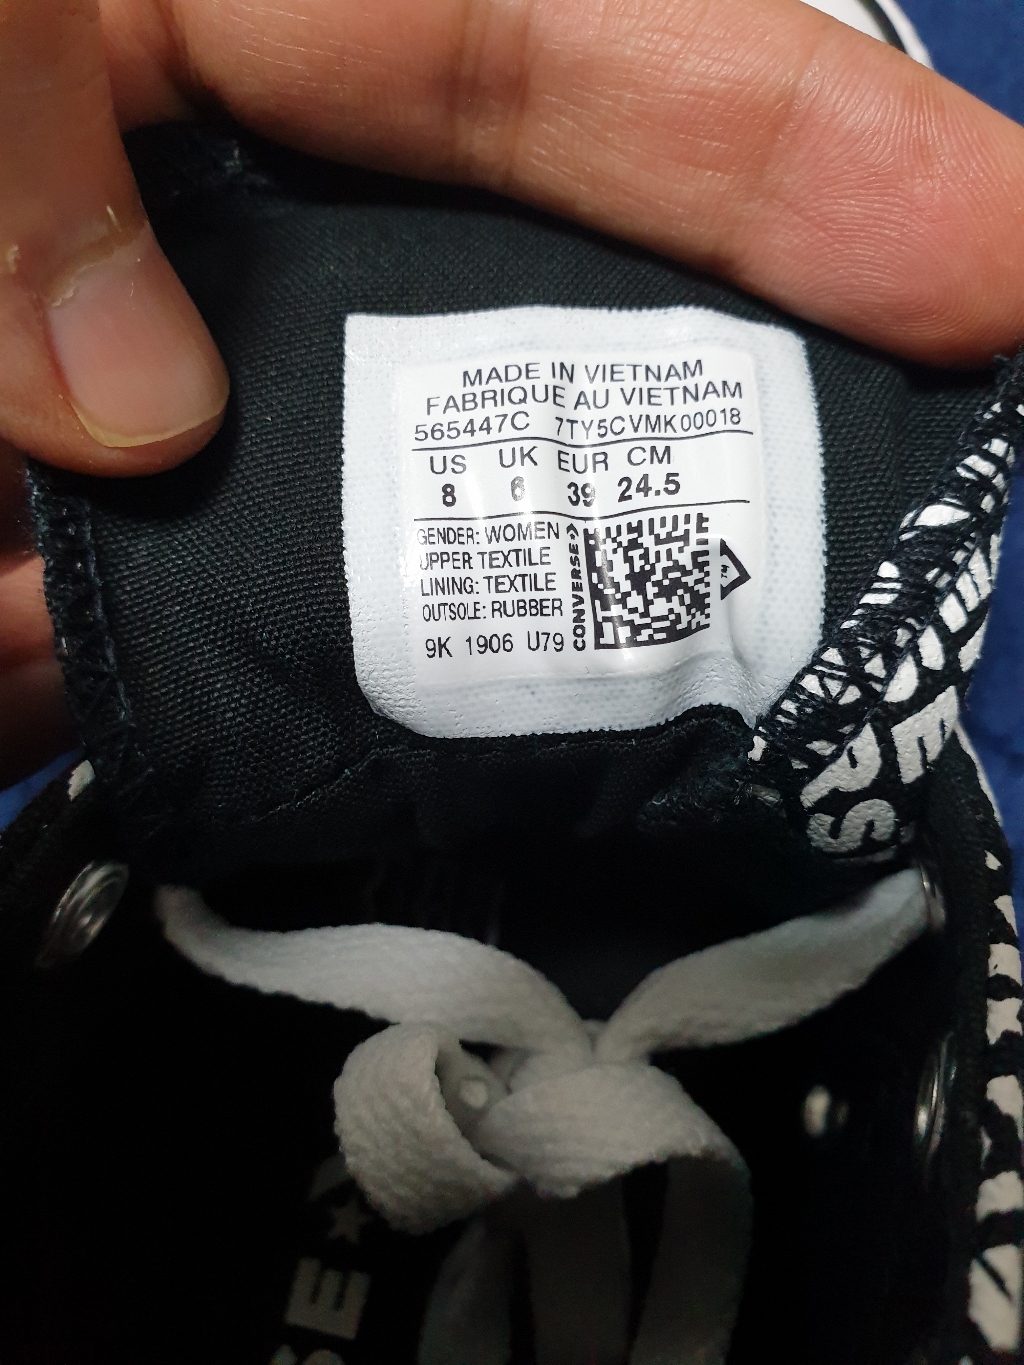 MADE IN VIETNAM
FABRIQUE AU VIETNAM
565447C 7TY5CVMK00018
US UK EUR CM
8 6 39 24.5
GENDER: WOMEN
UPPER TEXTILE
LINING: TEXTILE
OUTSOLE: RUBBER
9K 1906 U79
CONVERSE
TM